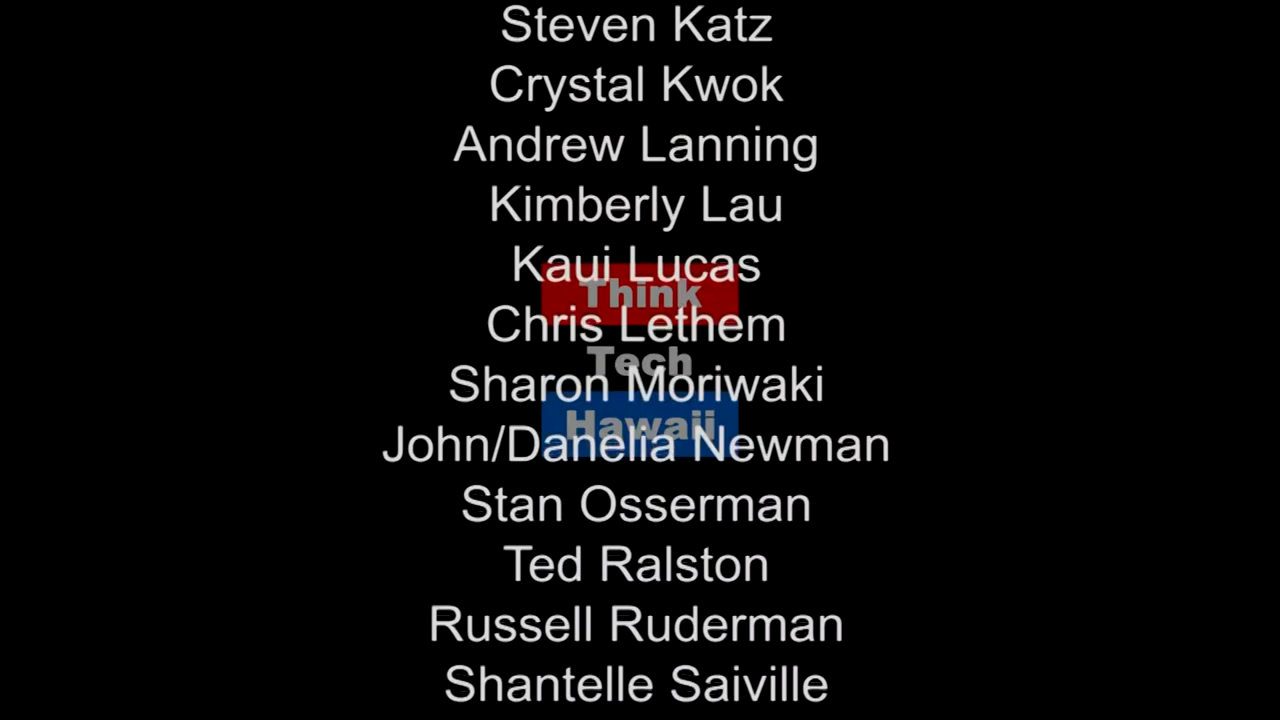 Steven Katz
Crystal Kwok
Andrew Lanning
Kimberly Lau
Kaui Lucas
Think
Chris Lethem
Tech
Sharon Moriwaki
Hawaii
John/Danelia Newman
Stan Osserman
Ted Ralston
Russell Ruderman
Shantelle Saiville